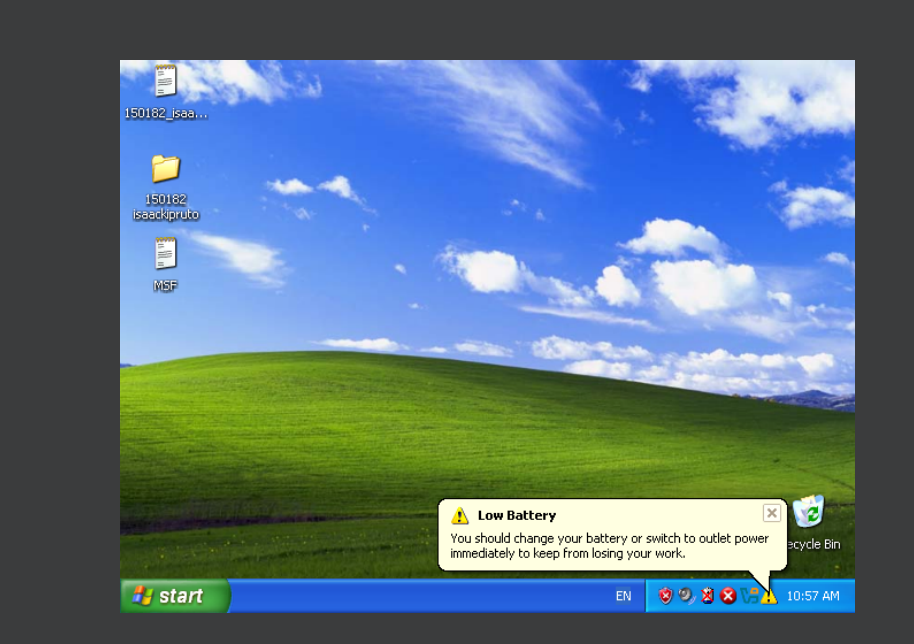 150182_isaa...
150182
isaackipruto
MSF
Low Battery
You should change your battery or switch to outlet power
immediately to keep from losing your work.
ecycle Bin
start
EN
10:57 AM